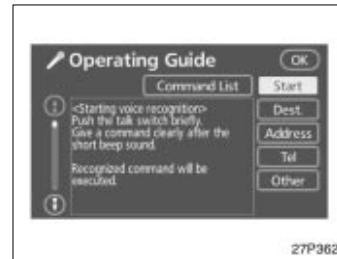 Operating Guide
OK
Command List
Start
<Starting voice recognition>
Push the talk switch briefly.
Give a command clearly after the
short beep sound.
Recognized command will be
executed.
Dest.
Address
Tel
Other
27P362